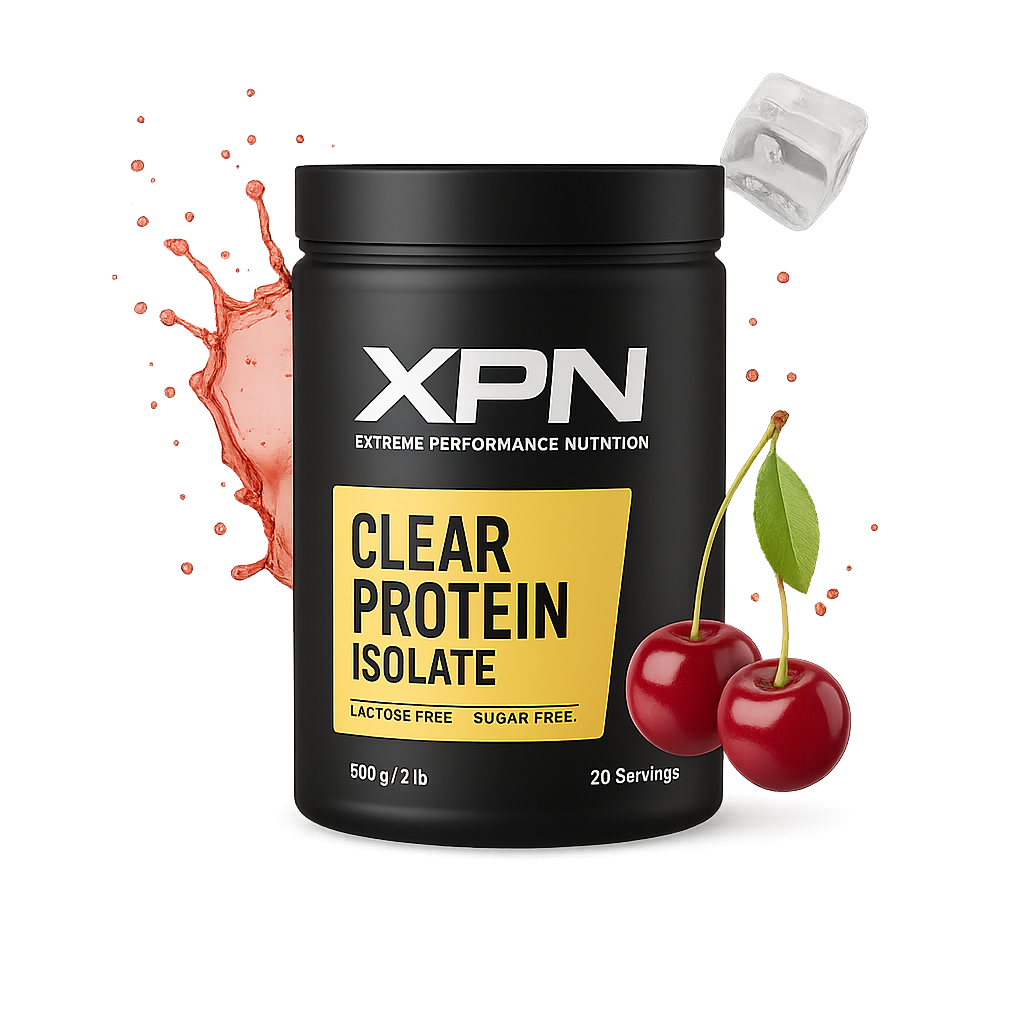 XPN
EXTREME PERFORMANCE NUTNTION
CLEAR
PROTEIN
ISOLATE
LACTOSE FREE SUGAR FREE.
500 g / 2 lb 20 Servings